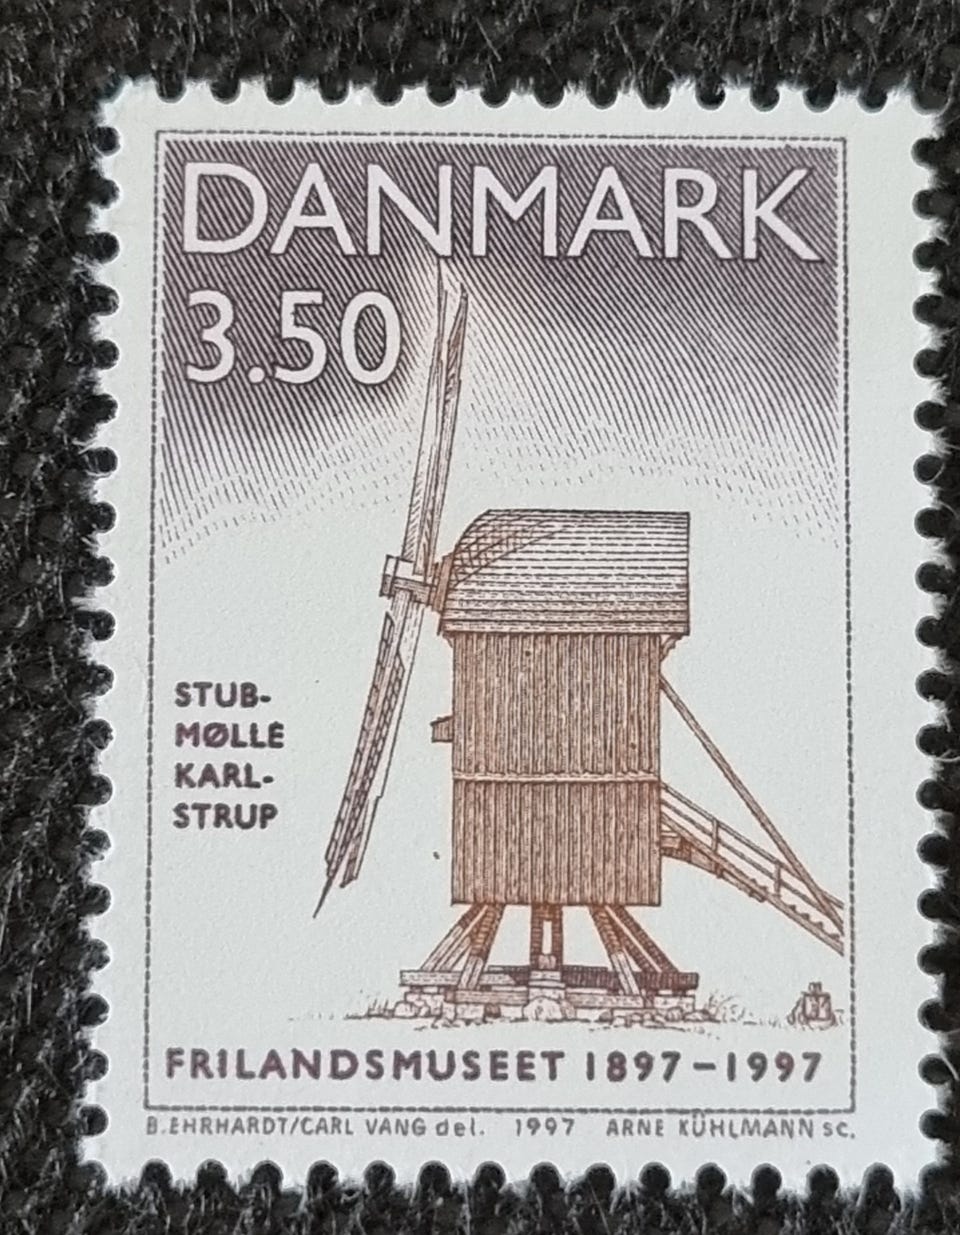 DANMARK
3.50
STUB-
MØLLE
KARL-
STRUP
FRILANDSMUSEET 1897-1997
B.EHRHARDT/CARL VANG del. 1997 ARNE KÜHLMANN sc.